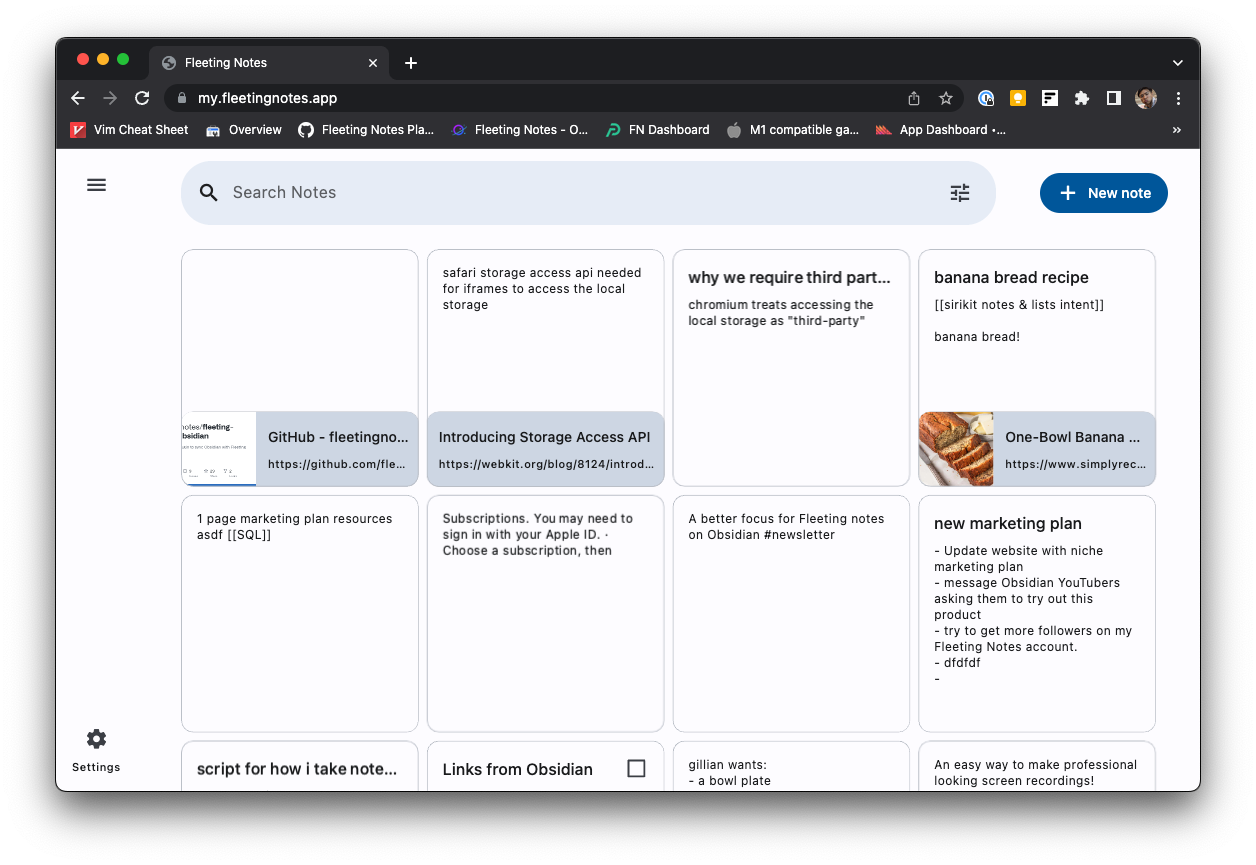 Fleeting Notes
my.fleetingnotes.app
Vim Cheat Sheet
Overview
Fleeting Notes Pla...
Fleeting Notes - O...
FN Dashboard
M1 compatible ga...
App Dashboard •...
»
Search Notes
New note
safari storage access api needed
for iframes to access the local
storage
why we require third part...
chromium treats accessing the
local storage as "third-party"
banana bread recipe
[[sirikit notes & lists intent]]
banana bread!
notes/fleeting-
bsidian
GitHub - fleetingno...
https://github.com/fle...
Introducing Storage Access API
https://webkit.org/blog/8124/introd...
One-Bowl Banana ...
https://www.simplyrec...
1 page marketing plan resources
asdf [[SQL]]
Subscriptions. You may need to
sign in with your Apple ID. ·
Choose a subscription, then
A better focus for Fleeting notes
on Obsidian #newsletter
new marketing plan
- Update website with niche
marketing plan
- message Obsidian YouTubers
asking them to try out this
product
- try to get more followers on my
Fleeting Notes account.
- dfdfdf
-
Settings
script for how i take note...
Links from Obsidian
gillian wants:
- a bowl plate
An easy way to make professional
looking screen recordings!